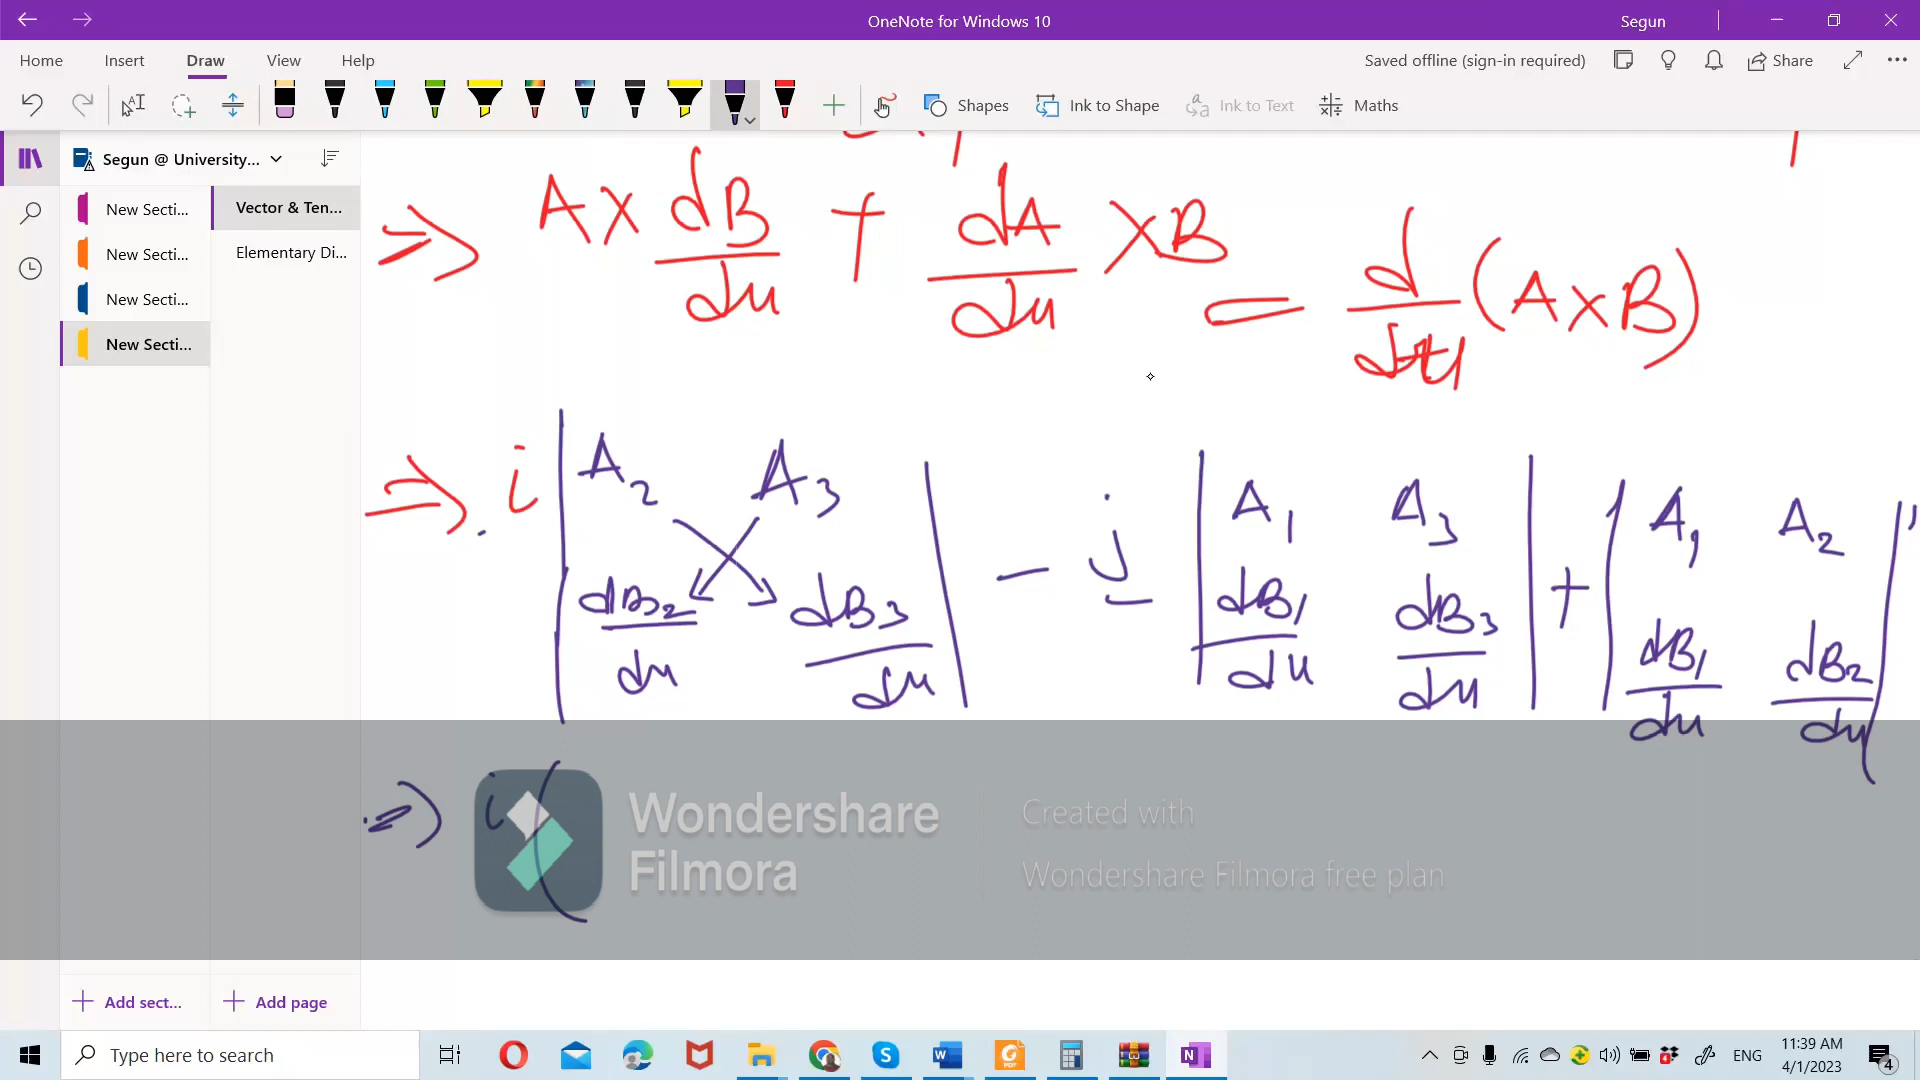 OneNote for Windows 10
Segun
Home Insert Draw View Help
Saved offline (sign-in required) Share
Shapes Ink to Shape Ink to Text Maths
Segun @ University...
New Secti...
New Secti...
New Secti...
New Secti...
Vector & Ten...
Elementary Di...
⇒ A × dB/du + dA/du × B = d/du (A×B)
⇒ i | A₂ A₃ | - j | A₁ A₃ | + | A₁ A₂ |
dB₂/du dB₃/du dB₁/du dB₃/du dB₁/du dB₂/du
⇒ i (
Wondershare
Filmora
Created with
Wondershare Filmora free plan
Add sect...
Add page
Type here to search
ENG
11:39 AM
4/1/2023
4